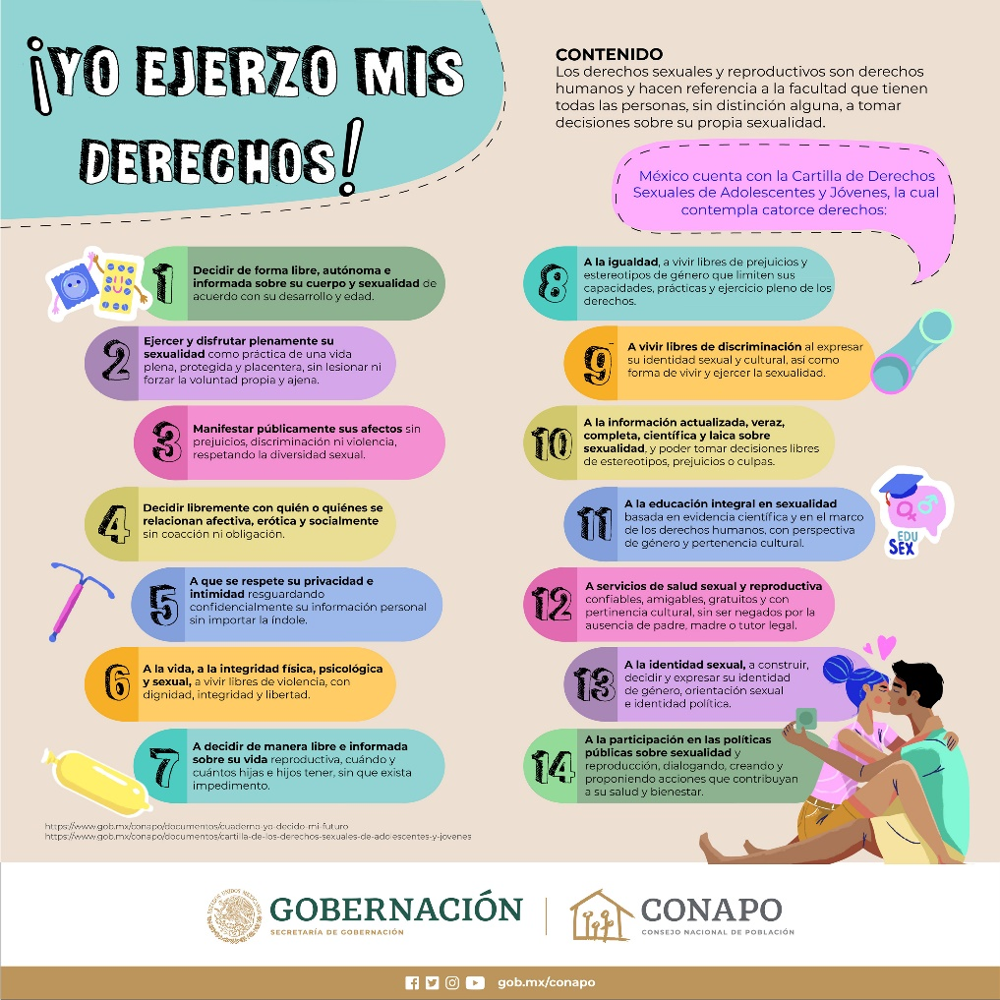 ¡YO EJERZO MIS
DERECHOS!
CONTENIDO
Los derechos sexuales y reproductivos son derechos
humanos y hacen referencia a la facultad que tienen
todas las personas, sin distinción alguna, a tomar
decisiones sobre su propia sexualidad.
México cuenta con la Cartilla de Derechos
Sexuales de Adolescentes y Jóvenes, la cual
contempla catorce derechos:
1
Decidir de forma libre, autónoma e
informada sobre su cuerpo y sexualidad de
acuerdo con su desarrollo y edad.
2
Ejercer y disfrutar plenamente su
sexualidad como práctica de una vida
plena, protegida y placentera, sin lesionar ni
forzar la voluntad propia y ajena.
3
Manifestar públicamente sus afectos sin
prejuicios, discriminación ni violencia,
respetando la diversidad sexual.
4
Decidir libremente con quién o quiénes se
relacionan afectiva, erótica y socialmente
sin coacción ni obligación.
5
A que se respete su privacidad e
intimidad resguardando
confidencialmente su información personal
sin importar la índole.
6
A la vida, a la integridad física, psicológica
y sexual, a vivir libres de violencia, con
dignidad, integridad y libertad.
7
A decidir de manera libre e informada
sobre su vida reproductiva, cuándo y
cuántos hijas e hijos tener, sin que exista
impedimento.
8
A la igualdad, a vivir libres de prejuicios y
estereotipos de género que limiten sus
capacidades, prácticas y ejercicio pleno de los
derechos.
9
A vivir libres de discriminación al expresar
su identidad sexual y cultural, así como
forma de vivir y ejercer la sexualidad.
10
A la información actualizada, veraz,
completa, científica y laica sobre
sexualidad, y poder tomar decisiones libres
de estereotipos, prejuicios o culpas.
11
A la educación integral en sexualidad
basada en evidencia científica y en el marco
de los derechos humanos, con perspectiva
de género y pertenencia cultural.
EDU
SEX
12
A servicios de salud sexual y reproductiva
confiables, amigables, gratuitos y con
pertinencia cultural, sin ser negados por la
ausencia de padre, madre o tutor legal.
13
A la identidad sexual, a construir,
decidir y expresar su identidad
de género, orientación sexual
e identidad política.
14
A la participación en las políticas
públicas sobre sexualidad y
reproducción, dialogando, creando y
proponiendo acciones que contribuyan
a su salud y bienestar.
https://www.gob.mx/conapo/documentos/cuaderno-yo-decido-mi-futuro
https://www.gob.mx/conapo/documentos/cartilla-de-los-derechos-sexuales-de-adolescentes-y-jovenes
ESTADOS UNIDOS MEXICANOS
GOBERNACIÓN
SECRETARÍA DE GOBERNACIÓN
CONAPO
CONSEJO NACIONAL DE POBLACIÓN
gob.mx/conapo